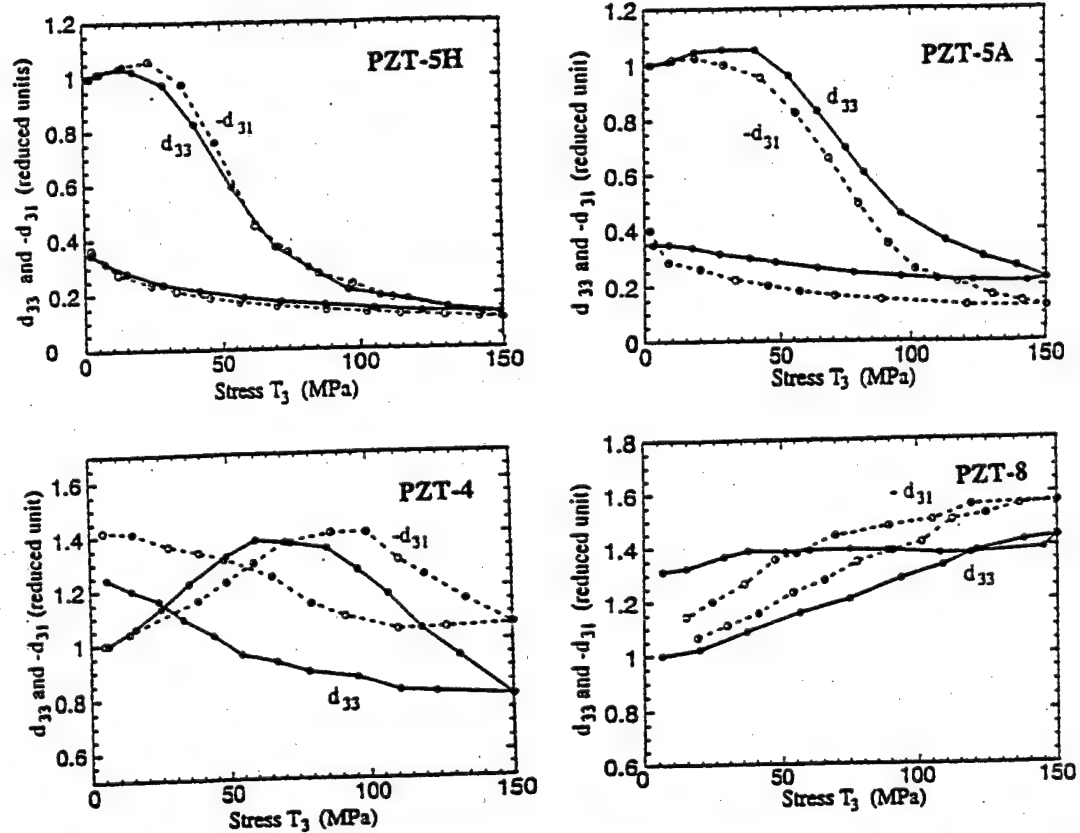 PZT-5H
d33 and -d31 (reduced units)
1.2
1
0.8
0.6
0.4
0.2
0
-d31
d33
0 50 100 150
Stress T3 (MPa)
PZT-5A
d33 and -d31 (reduced unit)
1.2
1
0.8
0.6
0.4
0.2
0
d33
-d31
0 50 100 150
Stress T3 (MPa)
PZT-4
d33 and -d31 (reduced unit)
1.6
1.4
1.2
1.0
0.8
0.6
-d31
d33
0 50 100 150
Stress T3 (MPa)
PZT-8
d33 and -d31 (reduced unit)
1.8
1.6
1.4
1.2
1
0.8
0.6
-d31
d33
0 50 100 150
Stress T3 (MPa)